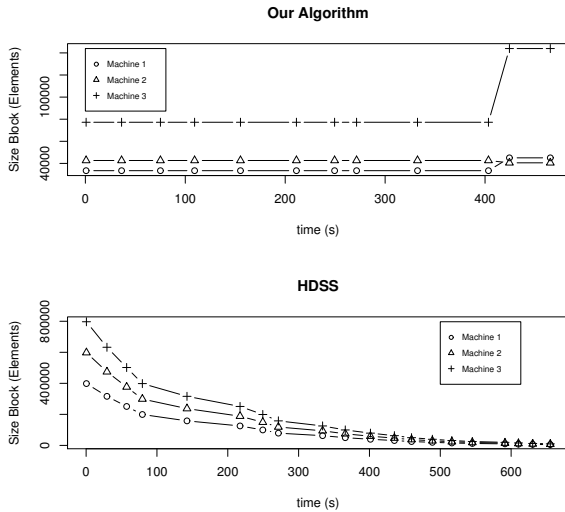 Our Algorithm
Size Block (Elements)
40000
100000
Machine 1
Machine 2
Machine 3
0
100
200
300
400
time (s)
HDSS
Size Block (Elements)
0
400000
800000
Machine 1
Machine 2
Machine 3
0
100
200
300
400
500
600
time (s)